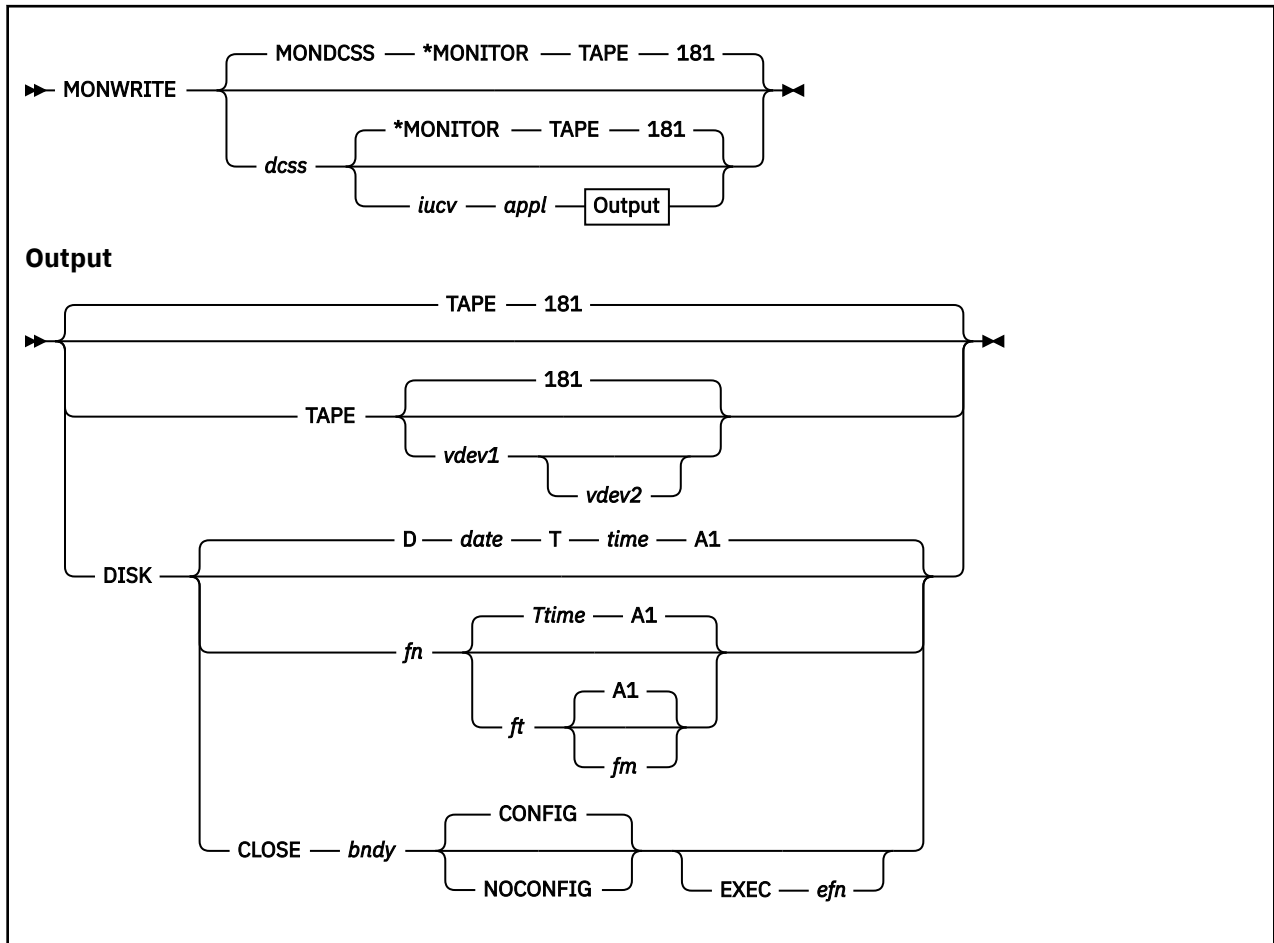 MONDCSS *MONITOR TAPE 181
MONWRITE
*MONITOR TAPE 181
dcss
iucv appl Output
Output
TAPE 181
181
TAPE
vdev1
vdev2
D date T time A1
DISK
Ttime A1
fn
A1
ft
fm
CONFIG
CLOSE bndy
NOCONFIG EXEC efn